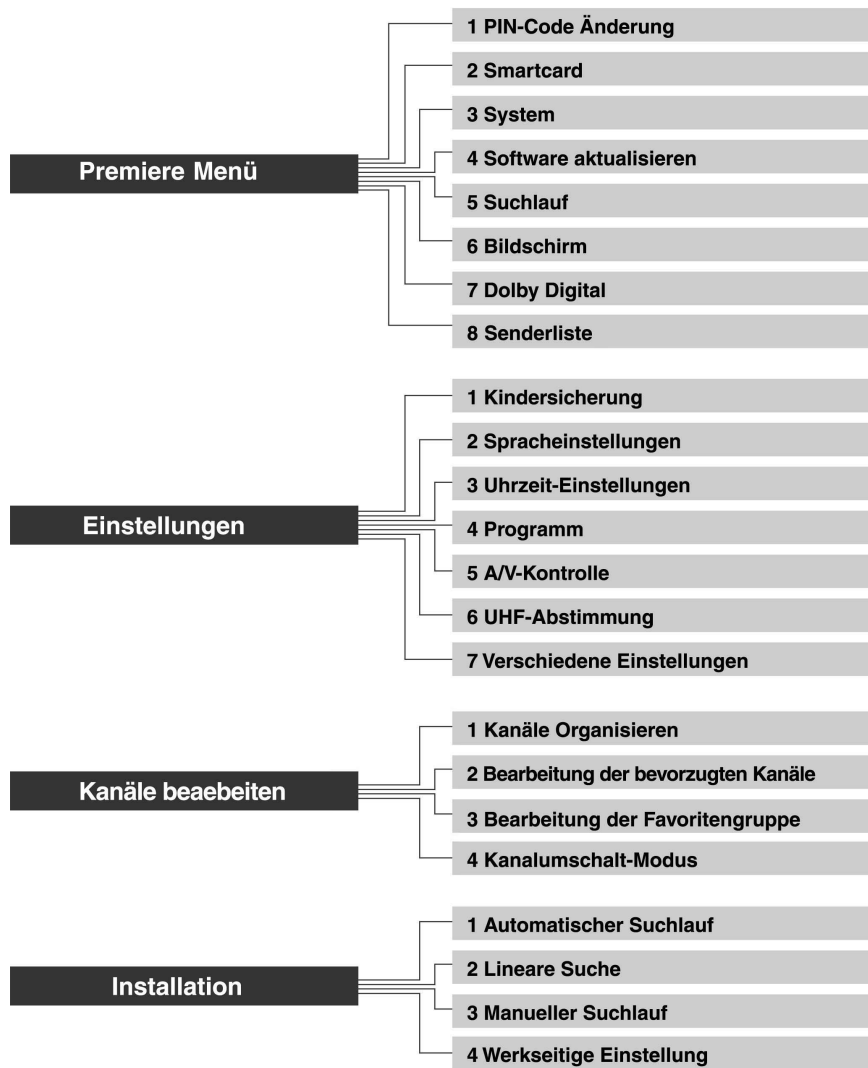 Premiere Menü
1 PIN-Code Änderung
2 Smartcard
3 System
4 Software aktualisieren
5 Suchlauf
6 Bildschirm
7 Dolby Digital
8 Senderliste
Einstellungen
1 Kindersicherung
2 Spracheinstellungen
3 Uhrzeit-Einstellungen
4 Programm
5 A/V-Kontrolle
6 UHF-Abstimmung
7 Verschiedene Einstellungen
Kanäle beaebeiten
1 Kanäle Organisieren
2 Bearbeitung der bevorzugten Kanäle
3 Bearbeitung der Favoritengruppe
4 Kanalumschalt-Modus
Installation
1 Automatischer Suchlauf
2 Lineare Suche
3 Manueller Suchlauf
4 Werkseitige Einstellung